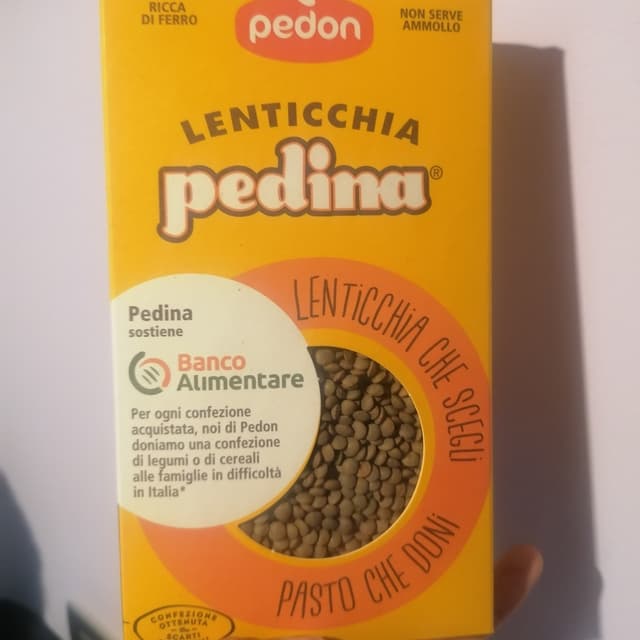 RICCA
DI FERRO
pedon
NON SERVE
AMMOLLO
LENTICCHIA
pedina®
LENTiCCHiA CHE SCEGLi
Pedina
sostiene
Banco
Alimentare
Per ogni confezione
acquistata, noi di Pedon
doniamo una confezione
di legumi o di cereali
alle famiglie in difficoltà
in Italia*
PASTO CHE DONi
CONFEZIONE
OTTENUTA
SCARTI